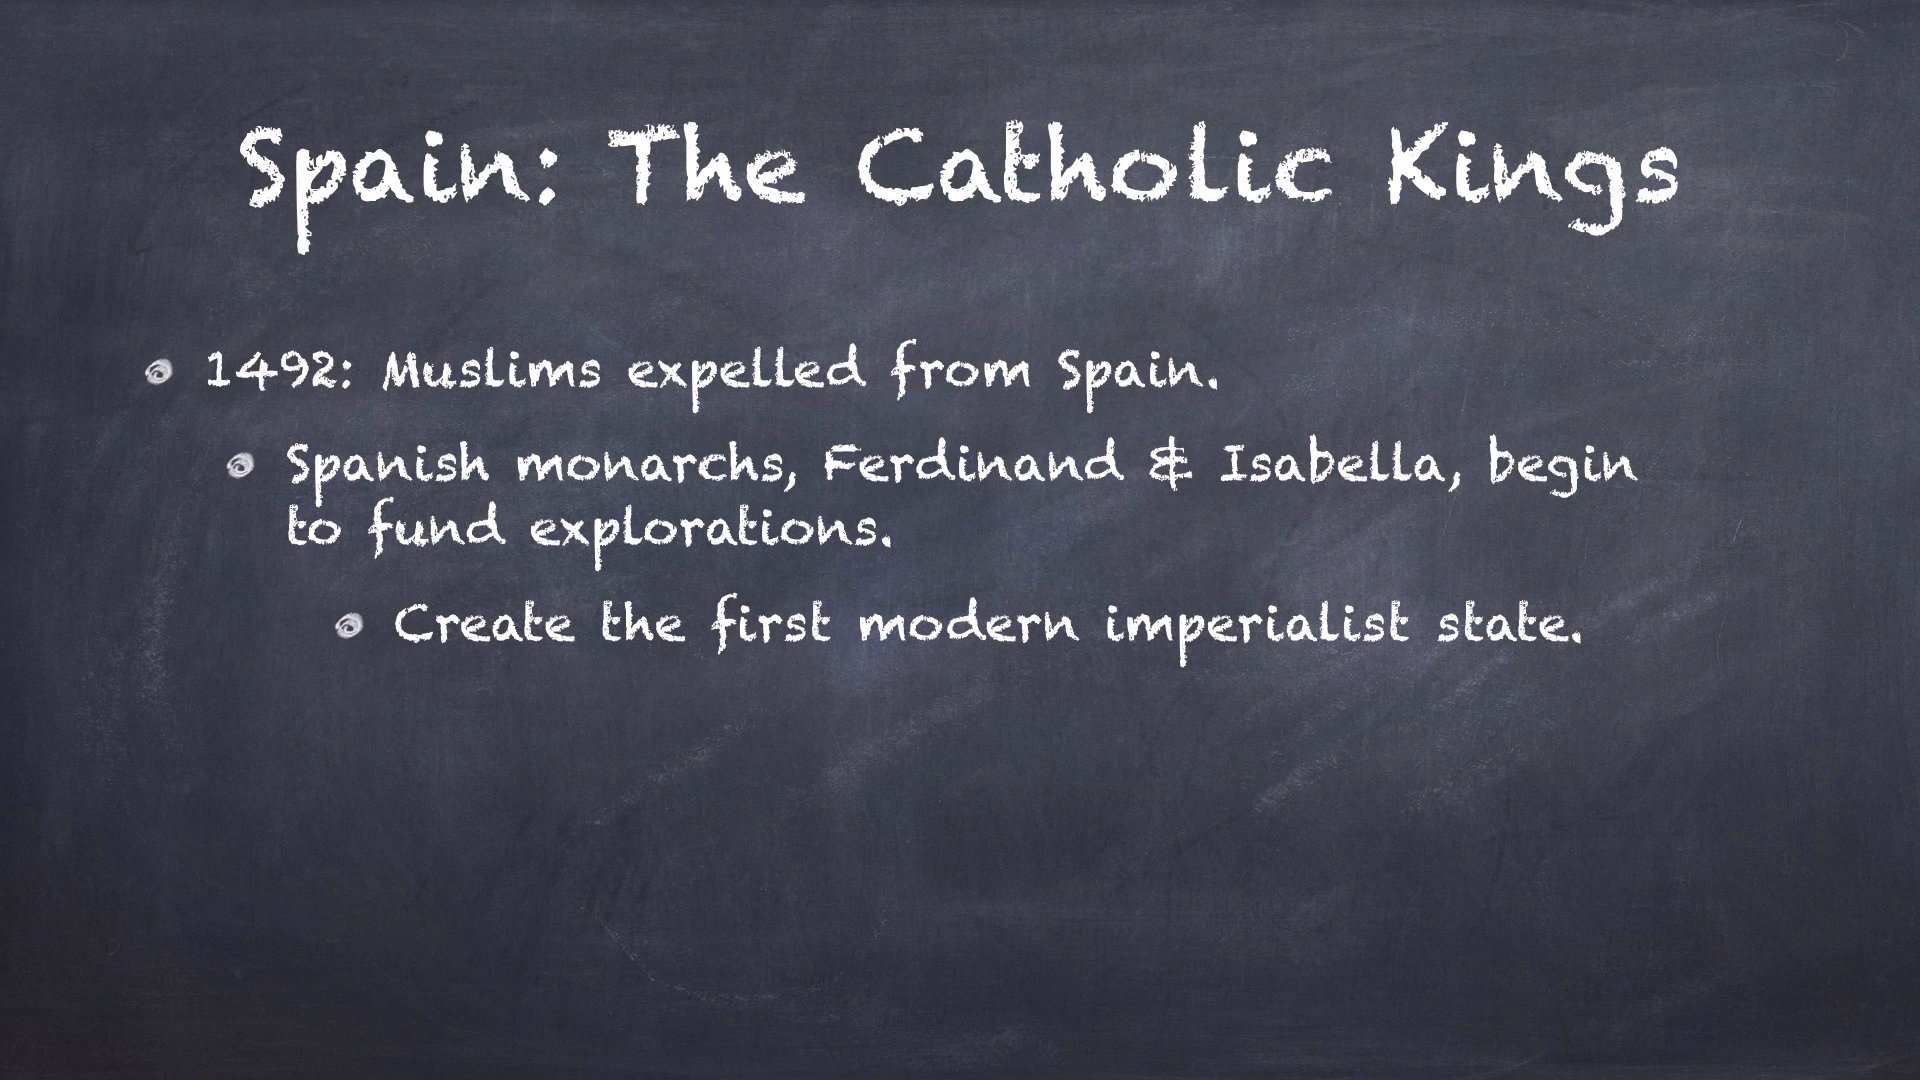 Spain: The Catholic Kings
1492: Muslims expelled from Spain.
Spanish monarchs, Ferdinand & Isabella, begin
to fund explorations.
Create the first modern imperialist state.